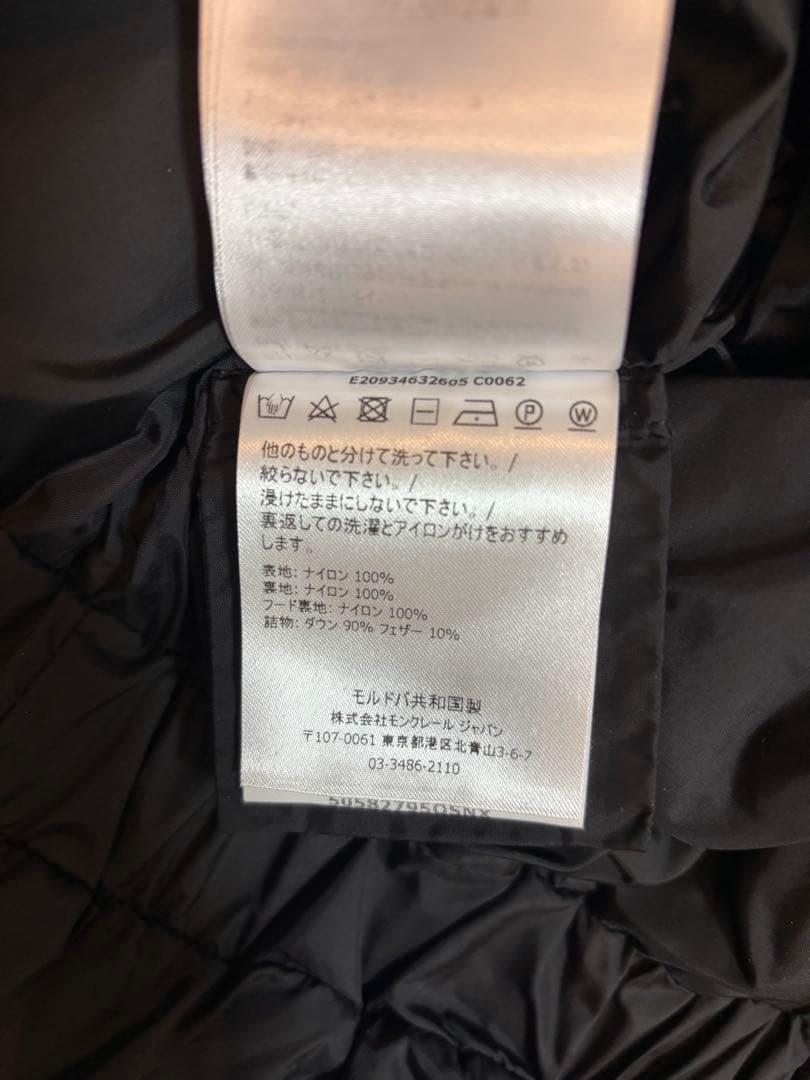 E20934632605 C0062
P W
他のものと分けて洗って下さい。/
絞らないで下さい。/
浸けたままにしないで下さい。/
裏返しての洗濯とアイロンがけをおすすめ
します。
表地: ナイロン 100%
裏地: ナイロン 100%
フード裏地: ナイロン 100%
詰物: ダウン 90% フェザー 10%
モルドバ共和国製
株式会社モンクレール ジャパン
〒107-0061 東京都港区北青山3-6-7
03-3486-2110